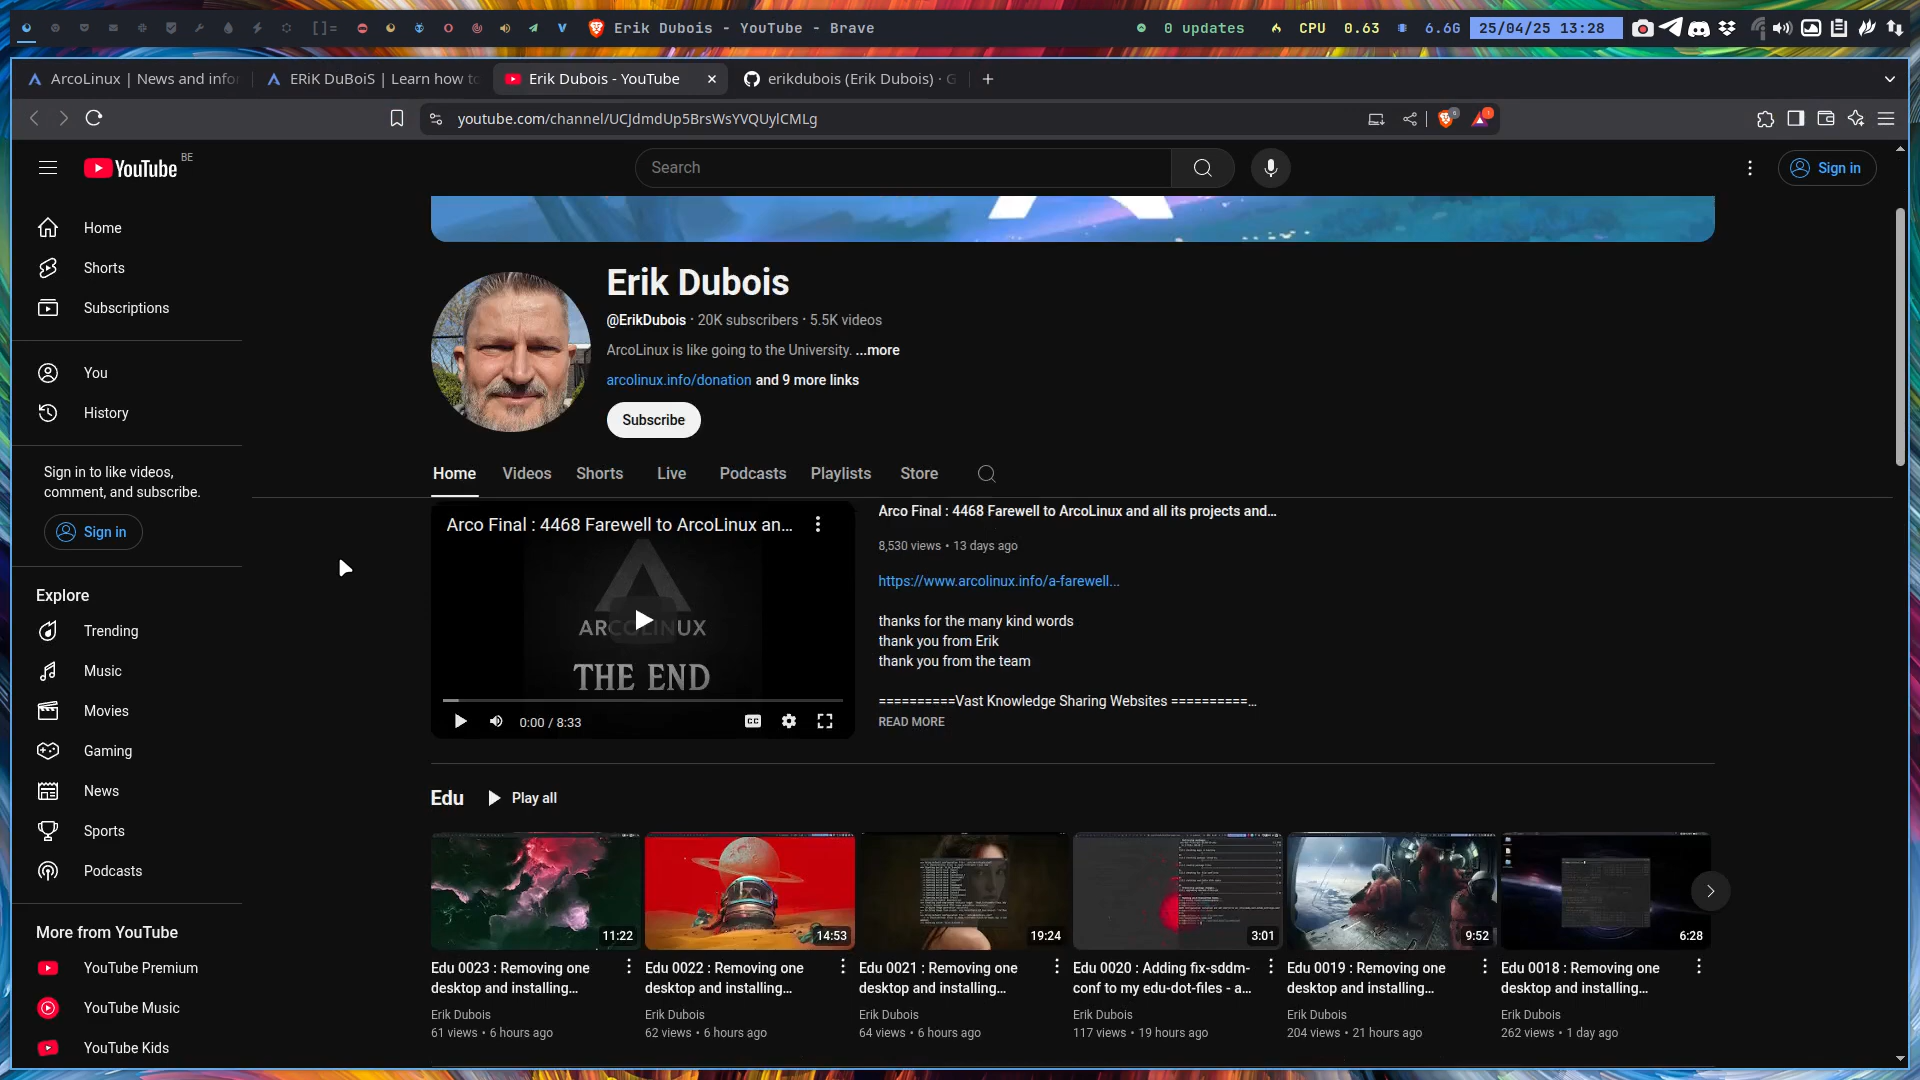 []=
Erik Dubois - YouTube - Brave
0 updates
CPU 0.63
6.6G
25/04/25 13:28
ArcoLinux | News and infor
ERiK DuBoiS | Learn how to
Erik Dubois - YouTube
erikdubois (Erik Dubois) · G
youtube.com/channel/UCJdmdUp5BrsWsYVQUylCMLg
YouTube BE
Search
Sign in
Home
Shorts
Subscriptions
You
History
Sign in to like videos,
comment, and subscribe.
Sign in
Explore
Trending
Music
Movies
Gaming
News
Sports
Podcasts
More from YouTube
YouTube Premium
YouTube Music
YouTube Kids
Erik Dubois
@ErikDubois · 20K subscribers · 5.5K videos
ArcoLinux is like going to the University. ...more
arcolinux.info/donation and 9 more links
Subscribe
Home Videos Shorts Live Podcasts Playlists Store
Arco Final : 4468 Farewell to ArcoLinux an...
ARCOLINUX
THE END
0:00 / 8:33
CC
Arco Final : 4468 Farewell to ArcoLinux and all its projects and...
8,530 views • 13 days ago
https://www.arcolinux.info/a-farewell...
thanks for the many kind words
thank you from Erik
thank you from the team
==========Vast Knowledge Sharing Websites ==========...
READ MORE
Edu
Play all
11:22
Edu 0023 : Removing one
desktop and installing...
Erik Dubois
61 views • 6 hours ago
14:53
Edu 0022 : Removing one
desktop and installing...
Erik Dubois
62 views • 6 hours ago
19:24
Edu 0021 : Removing one
desktop and installing...
Erik Dubois
64 views • 6 hours ago
3:01
Edu 0020 : Adding fix-sddm-
conf to my edu-dot-files - a...
Erik Dubois
117 views • 19 hours ago
9:52
Edu 0019 : Removing one
desktop and installing...
Erik Dubois
204 views • 21 hours ago
6:28
Edu 0018 : Removing one
desktop and installing...
Erik Dubois
262 views • 1 day ago